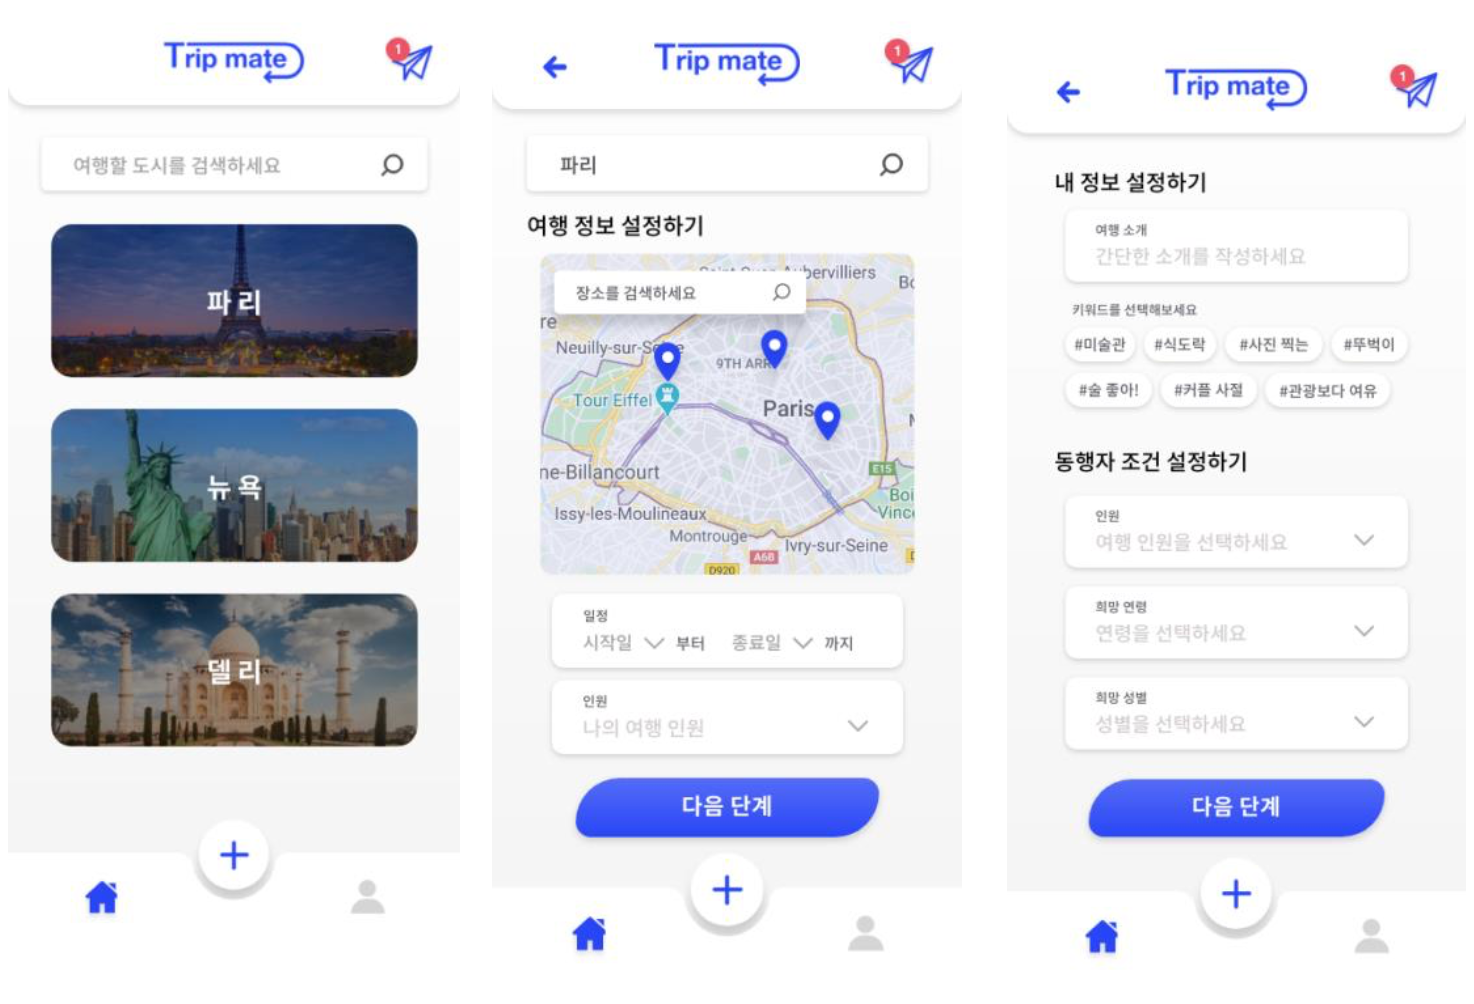 Trip mate
1
여행할 도시를 검색하세요
파리
뉴욕
델리
Trip mate
1
파리
여행 정보 설정하기
장소를 검색하세요
Aubervilliers
Neuilly-sur-Seine
9TH ARR
Tour Eiffel
Paris
ne-Billancourt
E15
Boi
Vince
Issy-les-Moulineaux
Montrouge
Ivry-sur-Seine
A6B
D920
일정
시작일 부터 종료일 까지
인원
나의 여행 인원
다음 단계
Trip mate
1
내 정보 설정하기
여행 소개
간단한 소개를 작성하세요
키워드를 선택해보세요
#미술관 #식도락 #사진 찍는 #뚜벅이
#술 좋아! #커플 사절 #관광보다 여유
동행자 조건 설정하기
인원
여행 인원을 선택하세요
희망 연령
연령을 선택하세요
희망 성별
성별을 선택하세요
다음 단계